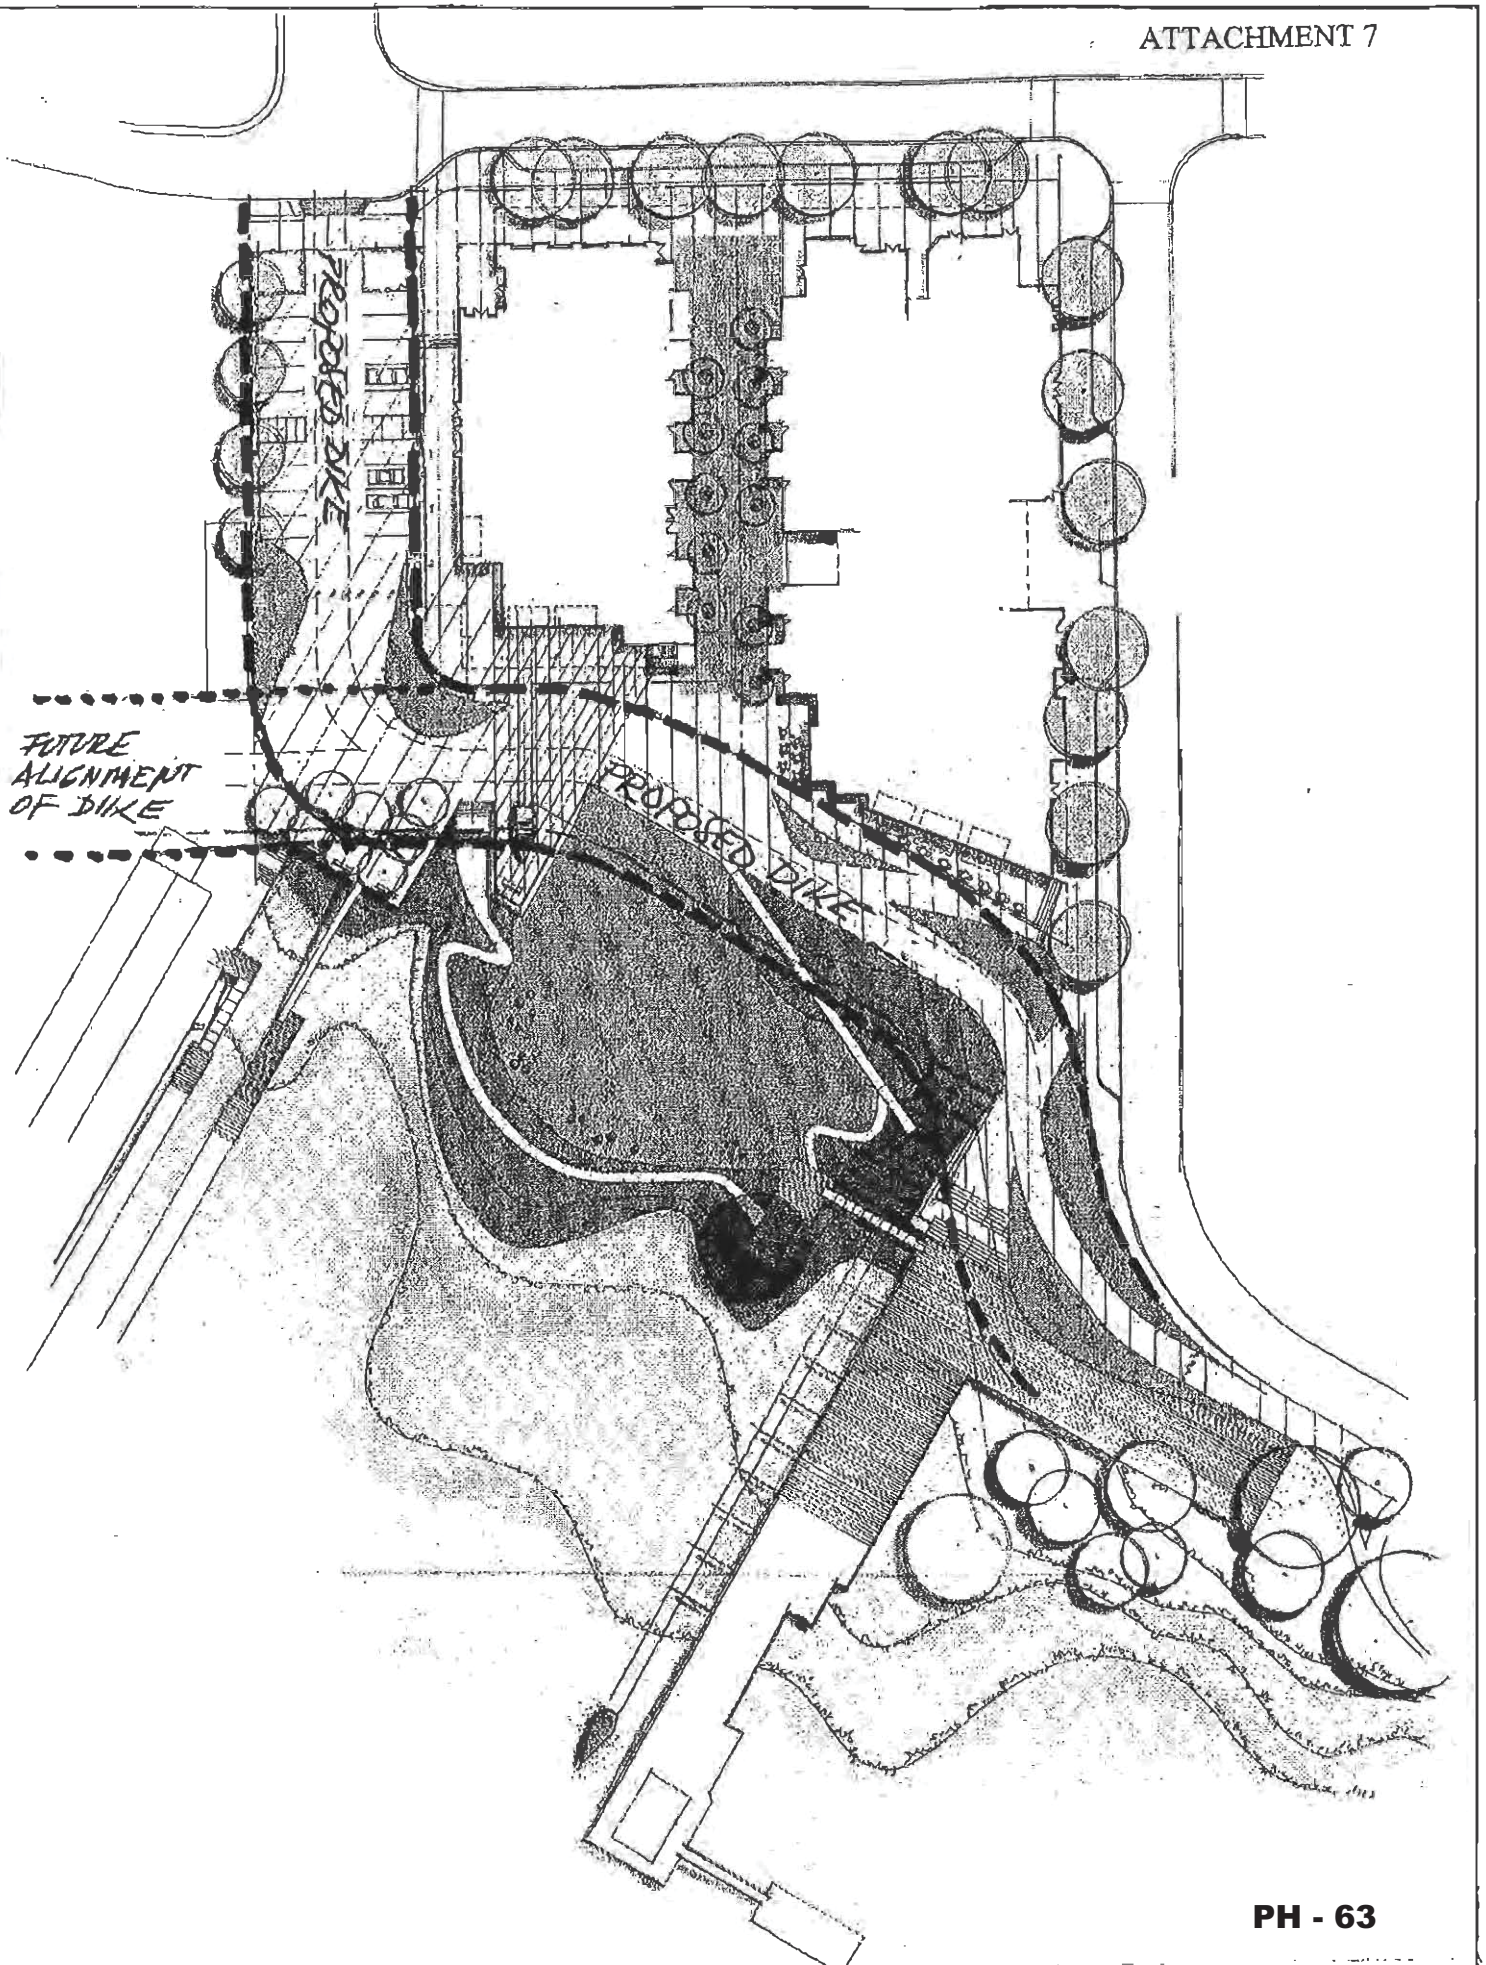 ATTACHMENT 7
PROPOSED DIKE
FUTURE
ALIGNMENT
OF DIKE
PROPOSED DIKE
PH - 63